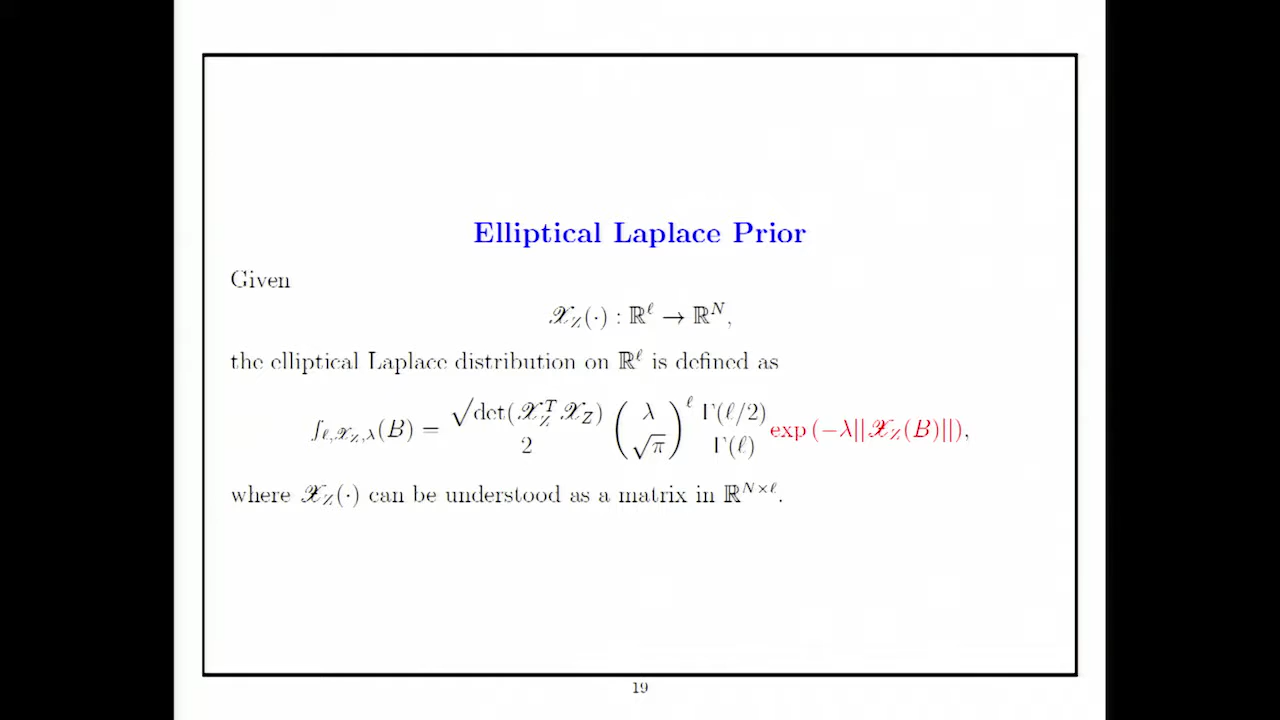 Elliptical Laplace Prior
Given
𝒳_Z(·) : ℝ^ℓ → ℝ^N,
the elliptical Laplace distribution on ℝ^ℓ is defined as
f_{ℓ,𝒳_Z,λ}(B) = √det(𝒳_Z^T 𝒳_Z) / 2 (λ / √π)^ℓ Γ(ℓ/2) / Γ(ℓ) exp (−λ||𝒳_Z(B)||),
where 𝒳_Z(·) can be understood as a matrix in ℝ^{N×ℓ}.
19